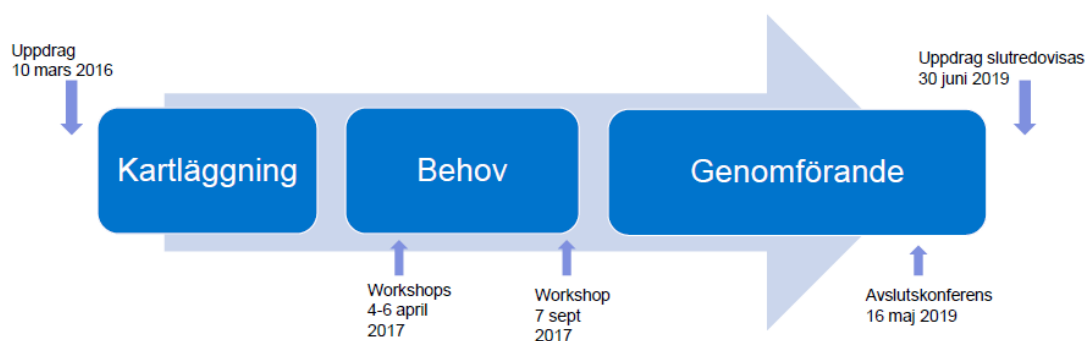 Uppdrag
10 mars 2016
Uppdrag slutredovisas
30 juni 2019
Kartläggning
Behov
Genomförande
Workshops
4-6 april
2017
Workshop
7 sept
2017
Avslutskonferens
16 maj 2019